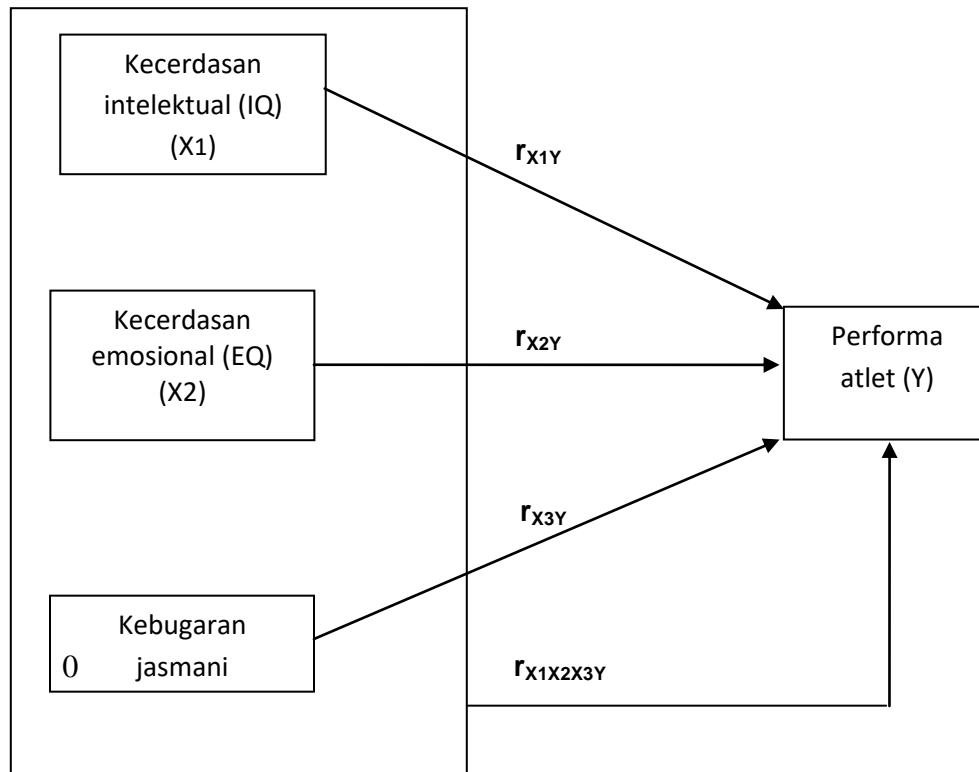 Kecerdasan
intelektual (IQ)
(X1)
rX1Y
Kecerdasan
emosional (EQ)
(X2)
rX2Y
Performa
atlet (Y)
rX3Y
Kebugaran
0 jasmani
rX1X2X3Y